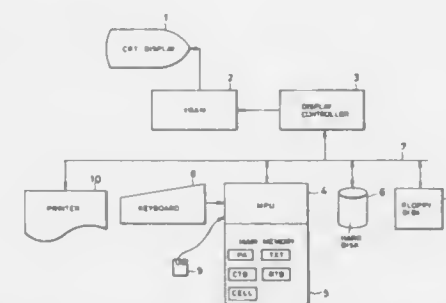 1
CRT DISPLAY
2
3
VRAM
DISPLAY
CONTROLLER
7
10
8
4
6
PRINTER
KEYBOARD
MPU
HARD
DISK
FLOPPY
DISK
MAIN MEMORY
PA
TXT
CTB
RTB
CELL
9
5